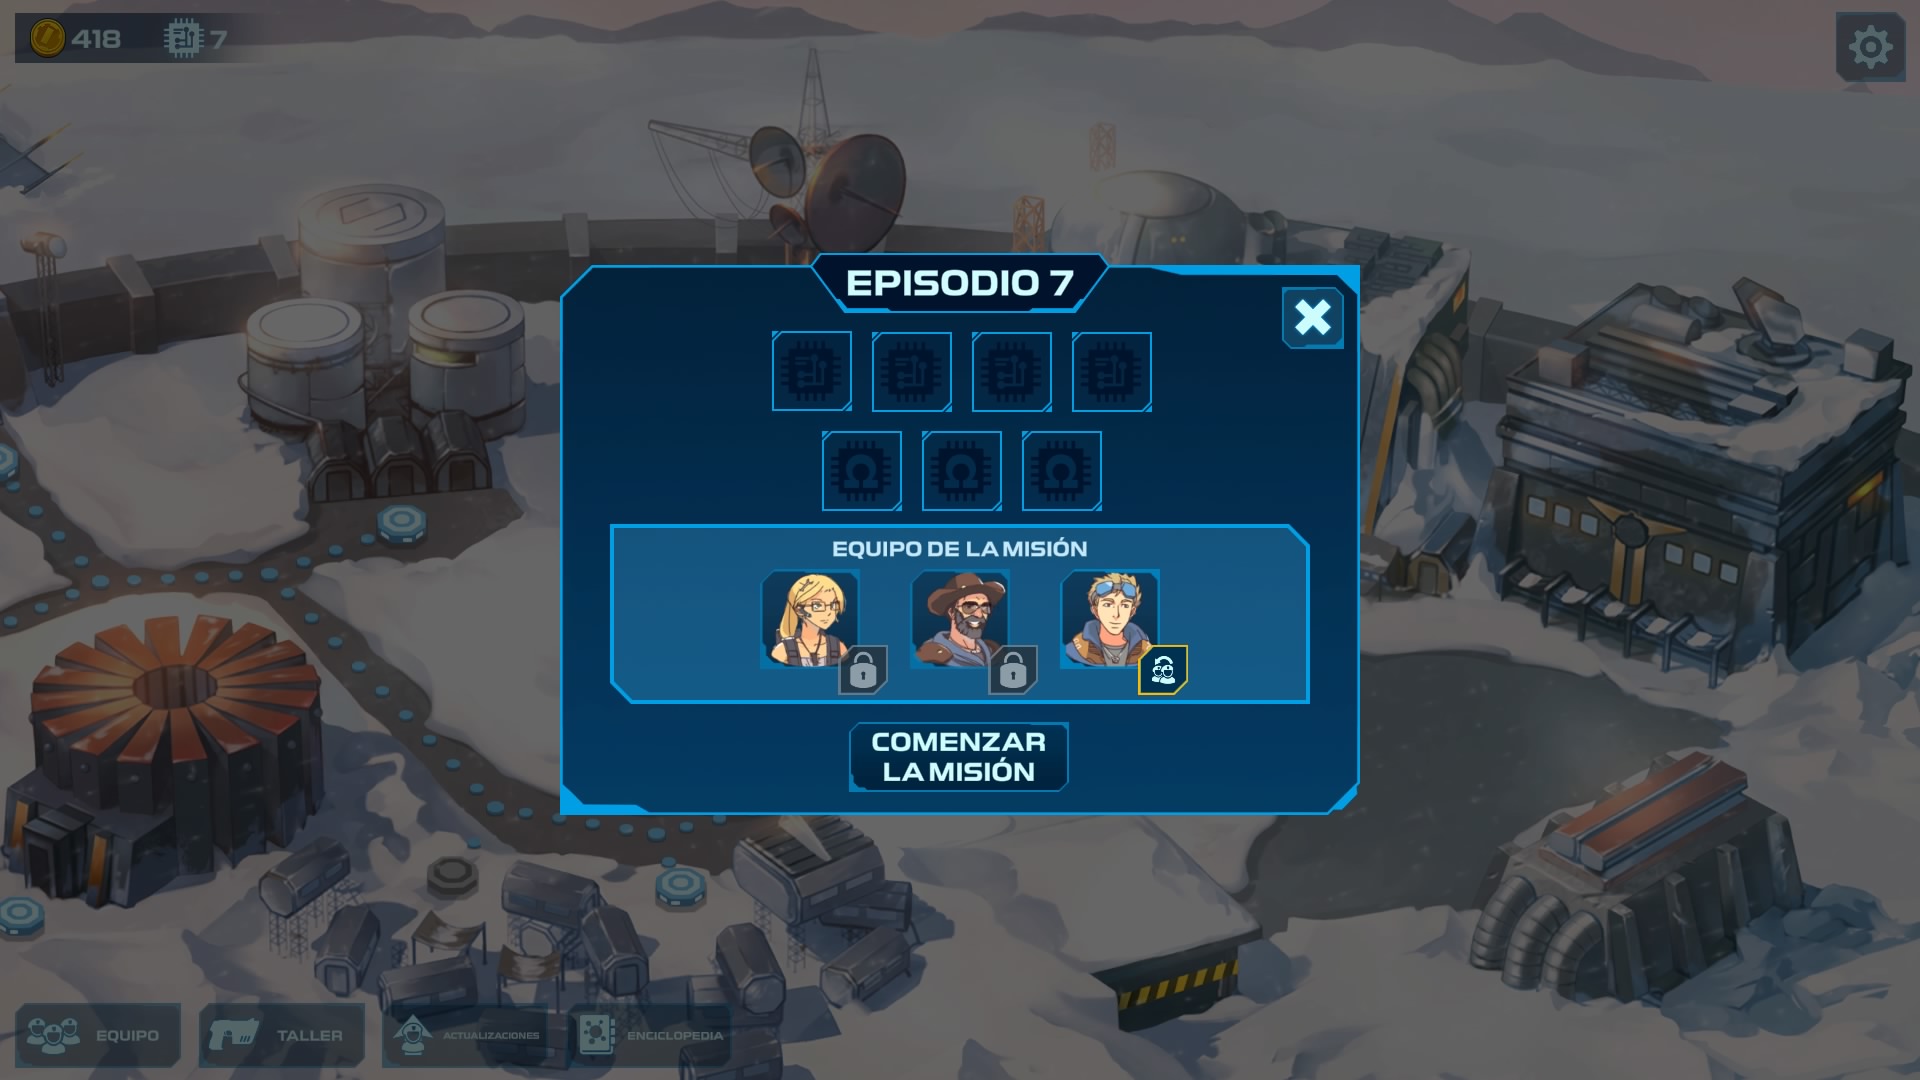 418
7
EPISODIO 7
EQUIPO DE LA MISIÓN
COMENZAR
LA MISIÓN
EQUIPO
TALLER
ACTUALIZACIONES
ENCICLOPEDIA